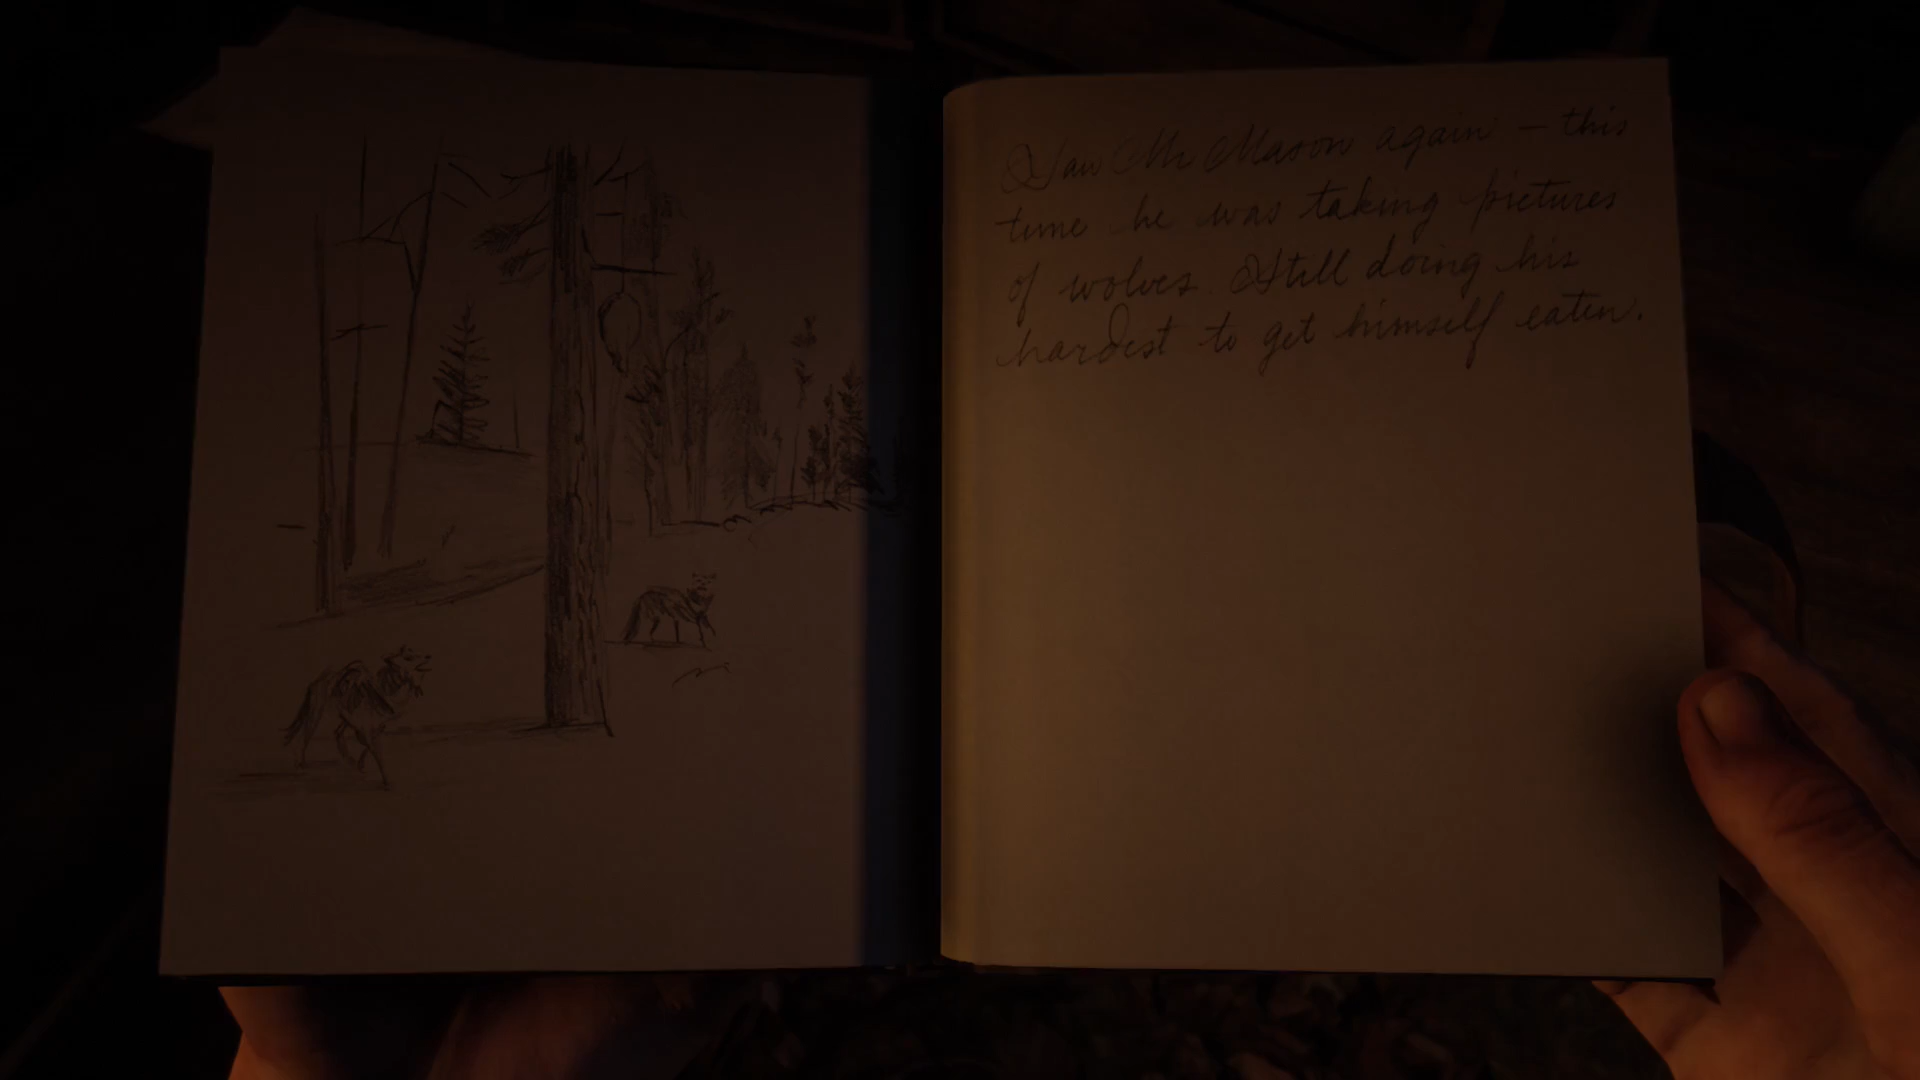 Saw Mr Mason again – this
time he was taking pictures
of wolves. Still doing his
hardest to get himself eaten.